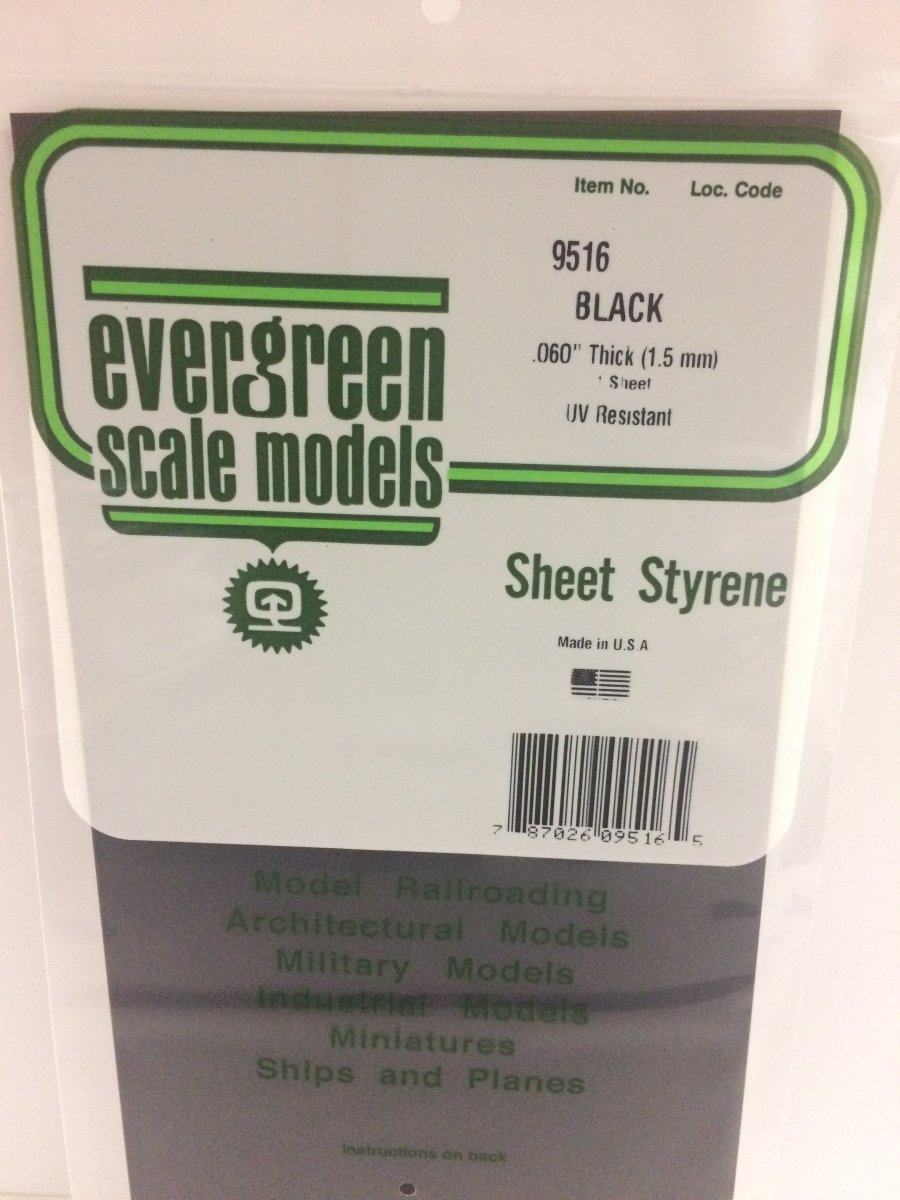 Item No. Loc. Code
9516
BLACK
.060" Thick (1.5 mm)
1 Sheet
UV Resistant
evergreen
scale models
Sheet Styrene
Made in U.S.A
7 87026 09516 5
Model Railroading
Architectural Models
Military Models
Industrial Models
Miniatures
Ships and Planes
Instructions on back